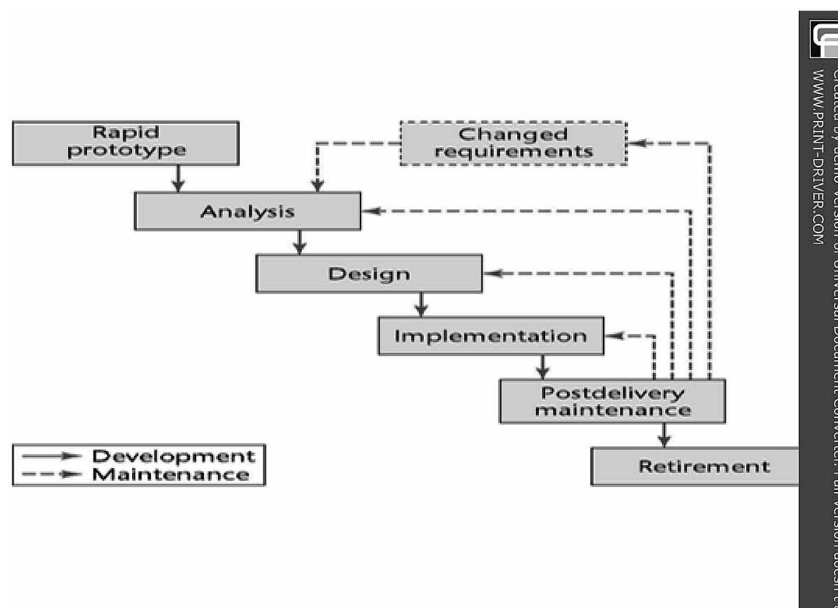 Rapid
prototype
Changed
requirements
Analysis
Design
Implementation
Postdelivery
maintenance
Retirement
Development
Maintenance
WWW.PRINT-DRIVER.COM